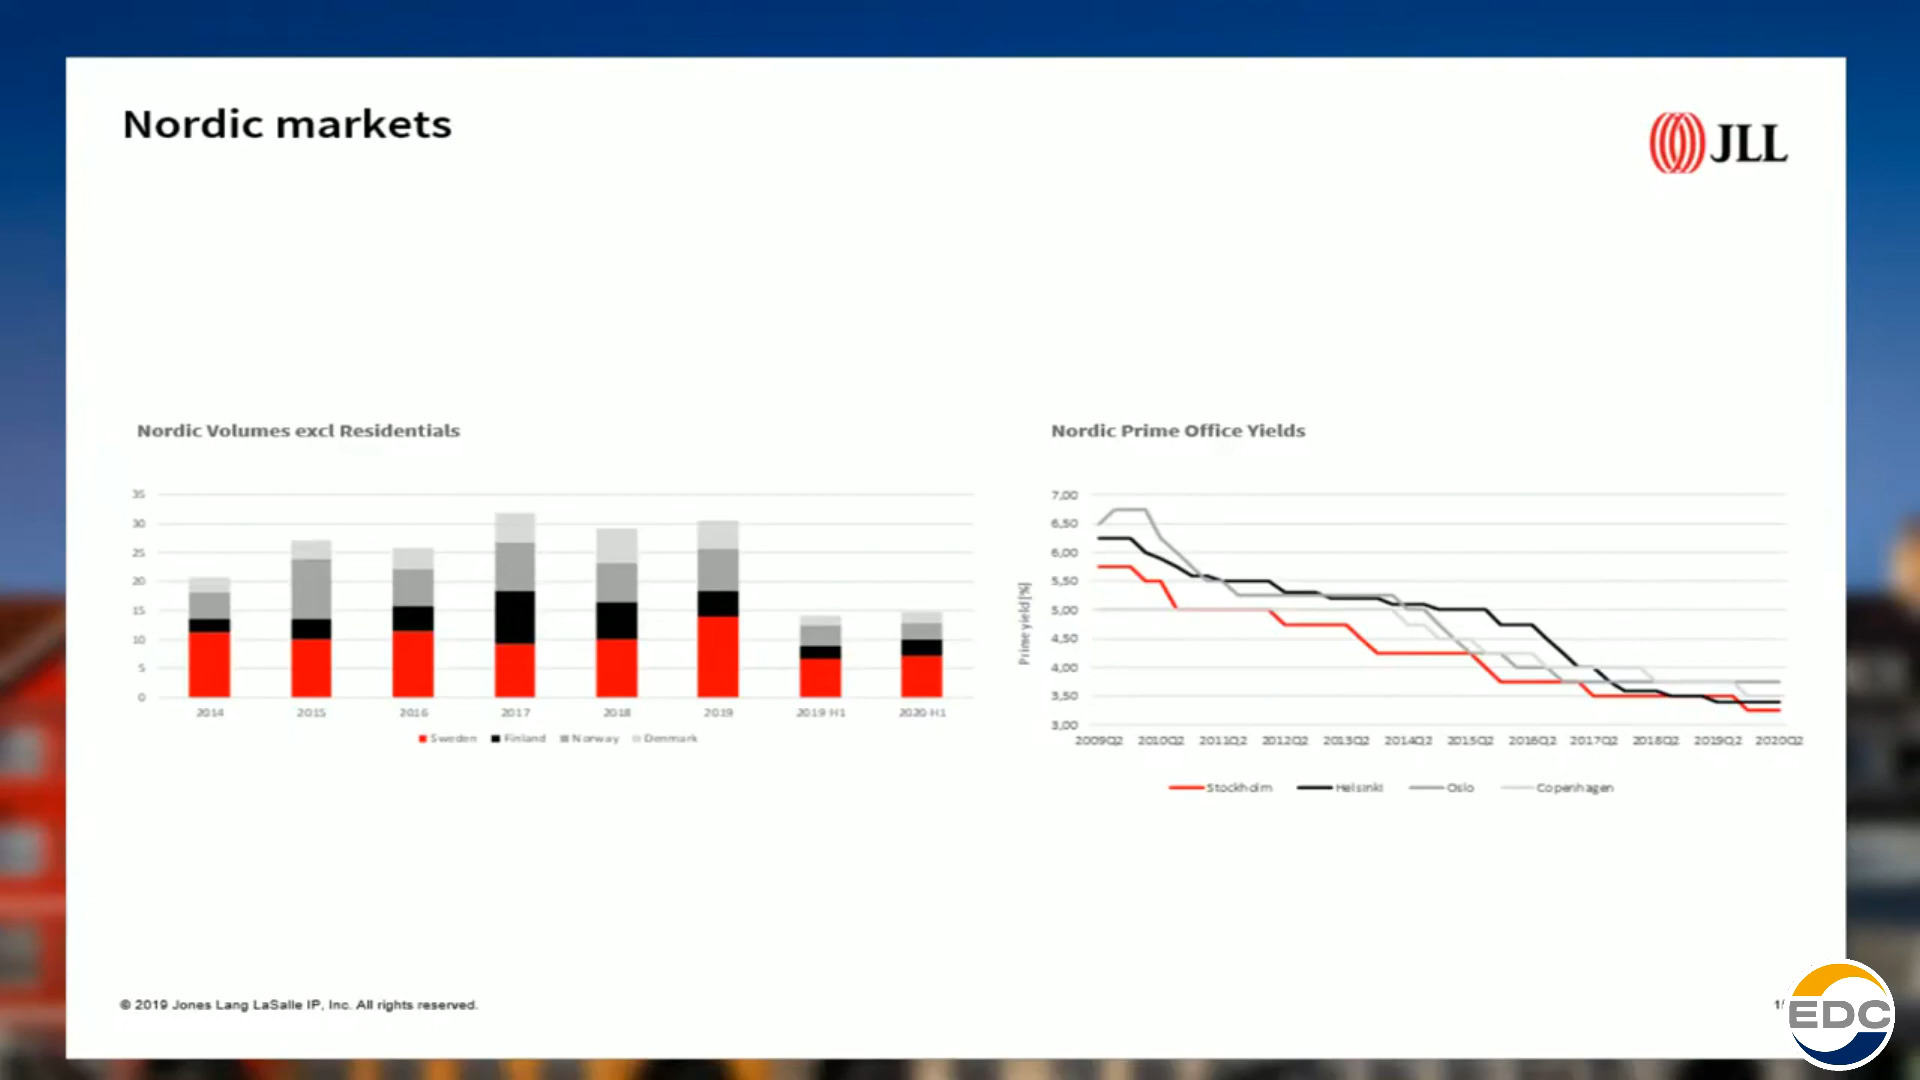 Nordic markets
JLL
Nordic Volumes excl Residentials
35
30
25
20
15
10
5
0
2014 2015 2016 2017 2018 2019 2019 H1 2020 H1
Sweden Finland Norway Denmark
Nordic Prime Office Yields
Prime yield [%]
7,00
6,50
6,00
5,50
5,00
4,50
4,00
3,50
3,00
2009Q2 2010Q2 2011Q2 2012Q2 2013Q2 2014Q2 2015Q2 2016Q2 2017Q2 2018Q2 2019Q2 2020Q2
Stockholm Helsinki Oslo Copenhagen
© 2019 Jones Lang LaSalle IP, Inc. All rights reserved.
EDC